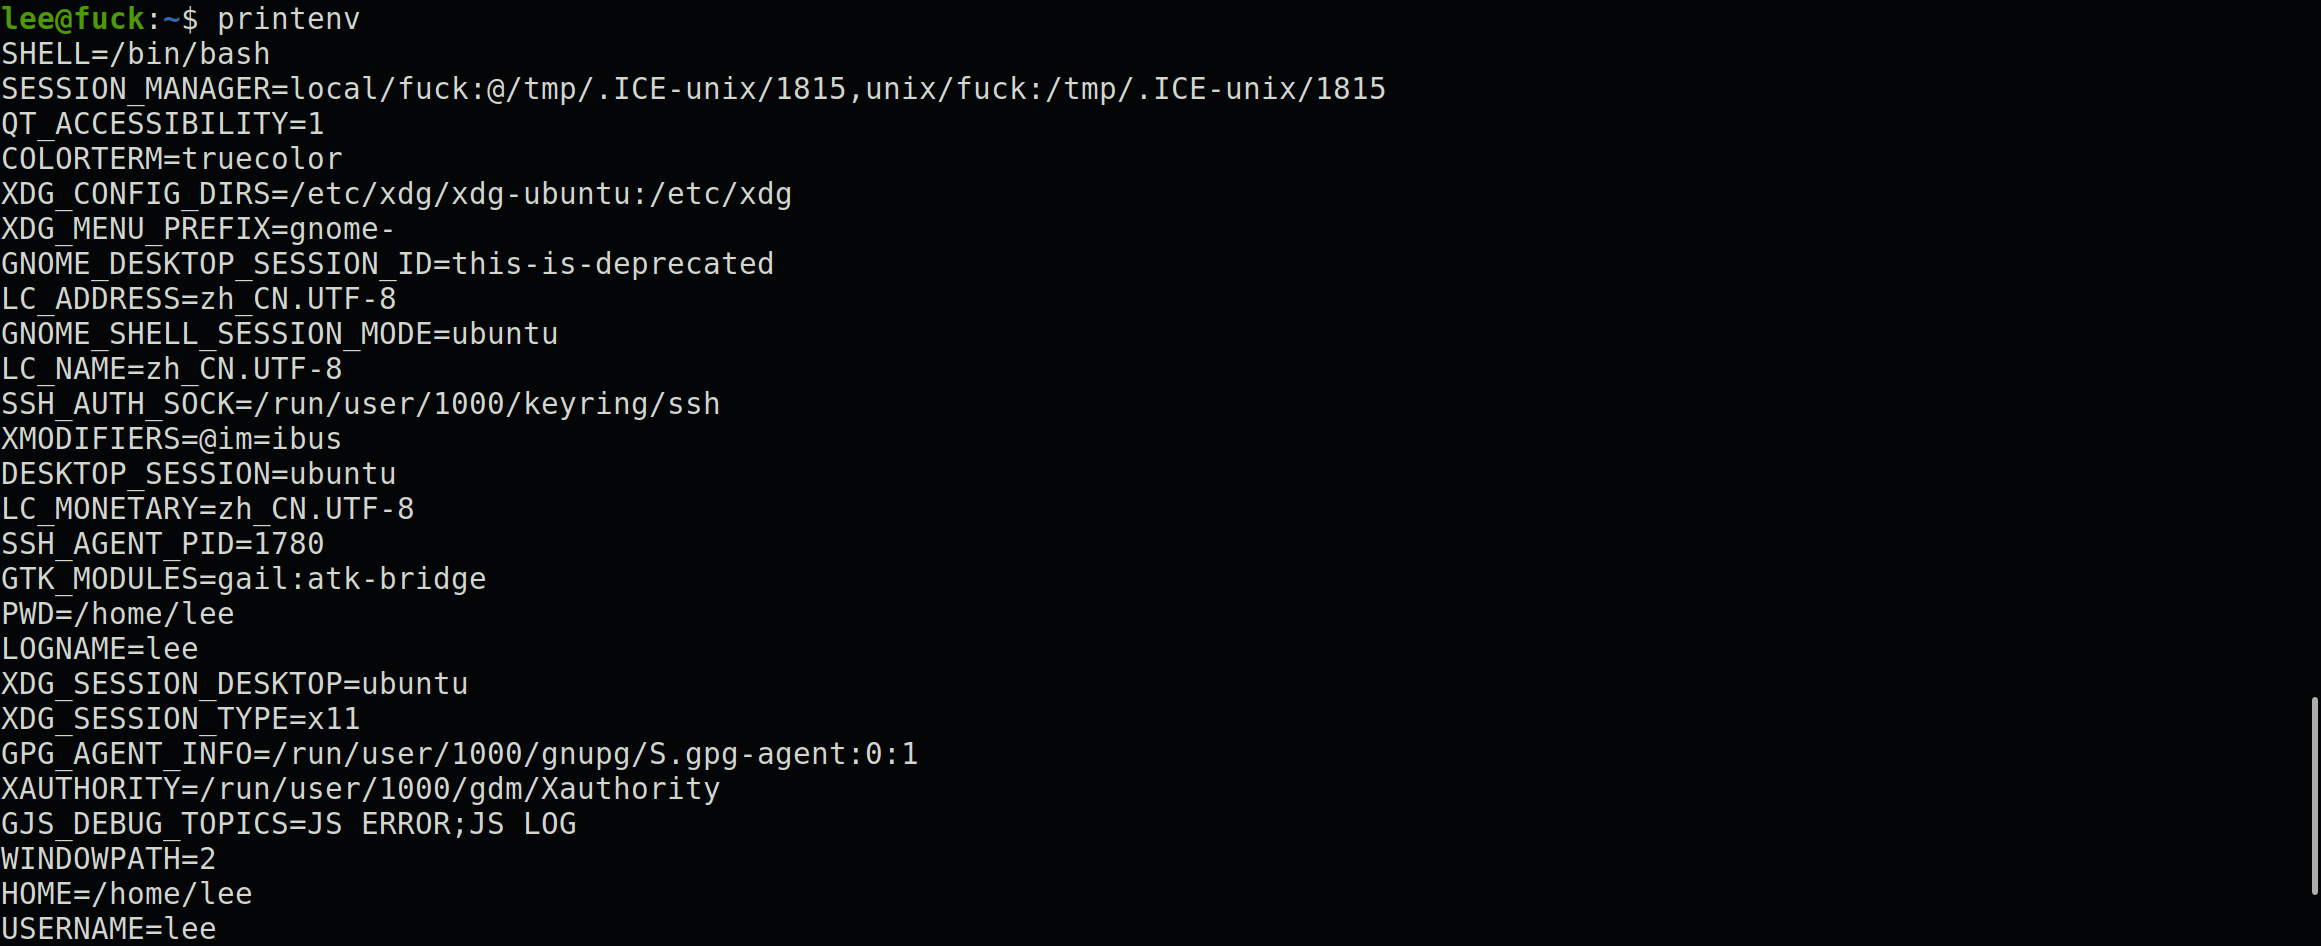 lee@fuck:~$ printenv
SHELL=/bin/bash
SESSION_MANAGER=local/fuck:@/tmp/.ICE-unix/1815,unix/fuck:/tmp/.ICE-unix/1815
QT_ACCESSIBILITY=1
COLORTERM=truecolor
XDG_CONFIG_DIRS=/etc/xdg/xdg-ubuntu:/etc/xdg
XDG_MENU_PREFIX=gnome-
GNOME_DESKTOP_SESSION_ID=this-is-deprecated
LC_ADDRESS=zh_CN.UTF-8
GNOME_SHELL_SESSION_MODE=ubuntu
LC_NAME=zh_CN.UTF-8
SSH_AUTH_SOCK=/run/user/1000/keyring/ssh
XMODIFIERS=@im=ibus
DESKTOP_SESSION=ubuntu
LC_MONETARY=zh_CN.UTF-8
SSH_AGENT_PID=1780
GTK_MODULES=gail:atk-bridge
PWD=/home/lee
LOGNAME=lee
XDG_SESSION_DESKTOP=ubuntu
XDG_SESSION_TYPE=x11
GPG_AGENT_INFO=/run/user/1000/gnupg/S.gpg-agent:0:1
XAUTHORITY=/run/user/1000/gdm/Xauthority
GJS_DEBUG_TOPICS=JS ERROR;JS LOG
WINDOWPATH=2
HOME=/home/lee
USERNAME=lee